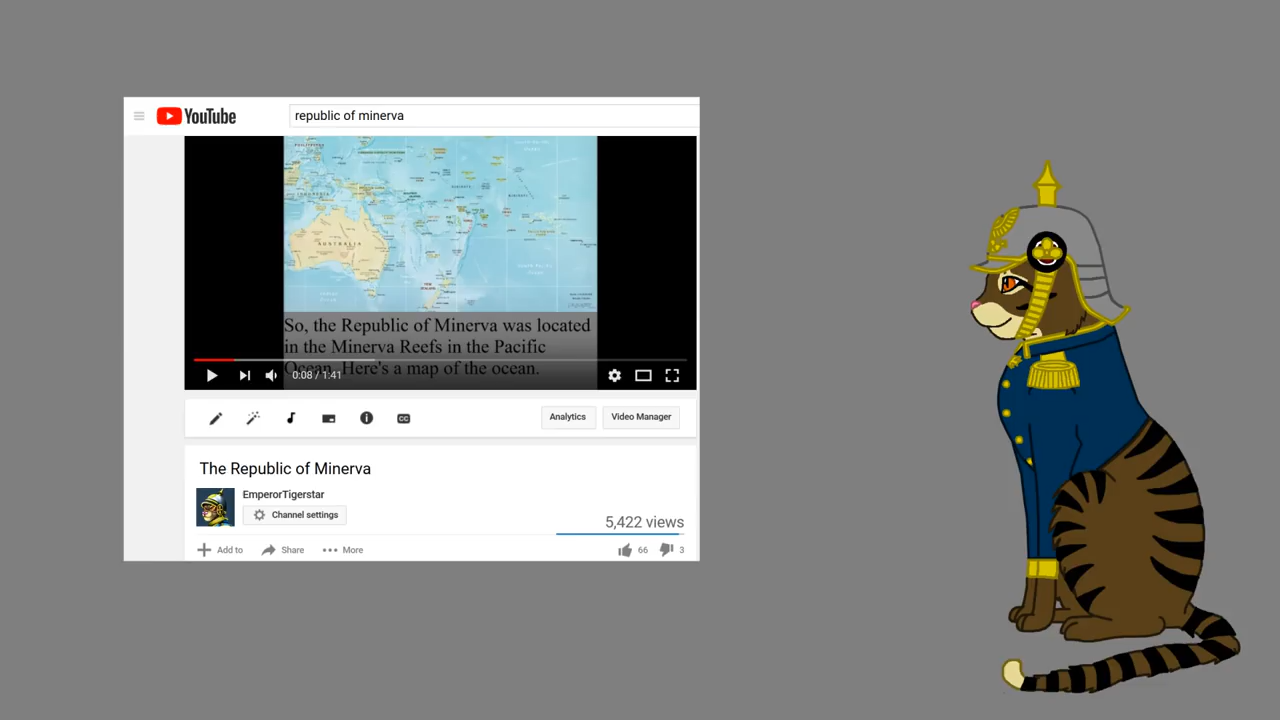 YouTube
republic of minerva
AUSTRALIA
So, the Republic of Minerva was located
in the Minerva Reefs in the Pacific
Ocean. Here's a map of the ocean.
0:08 / 1:41
CC
Analytics
Video Manager
The Republic of Minerva
EmperorTigerstar
Channel settings
5,422 views
Add to
Share
More
66
3